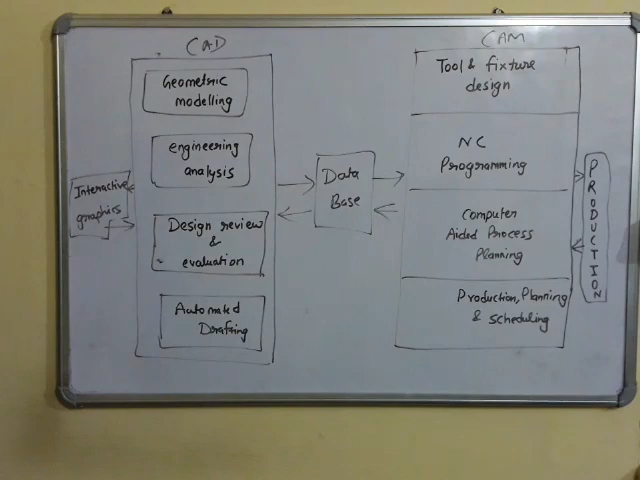 CAD
Geometric
modelling
engineering
analysis
Design review
&
evaluation
Automated
Drafting
Interactive
graphics
Data
Base
CAM
Tool & fixture
design
NC
Programming
Computer
Aided Process
Planning
Production, Planning
& scheduling
PRODUCTION